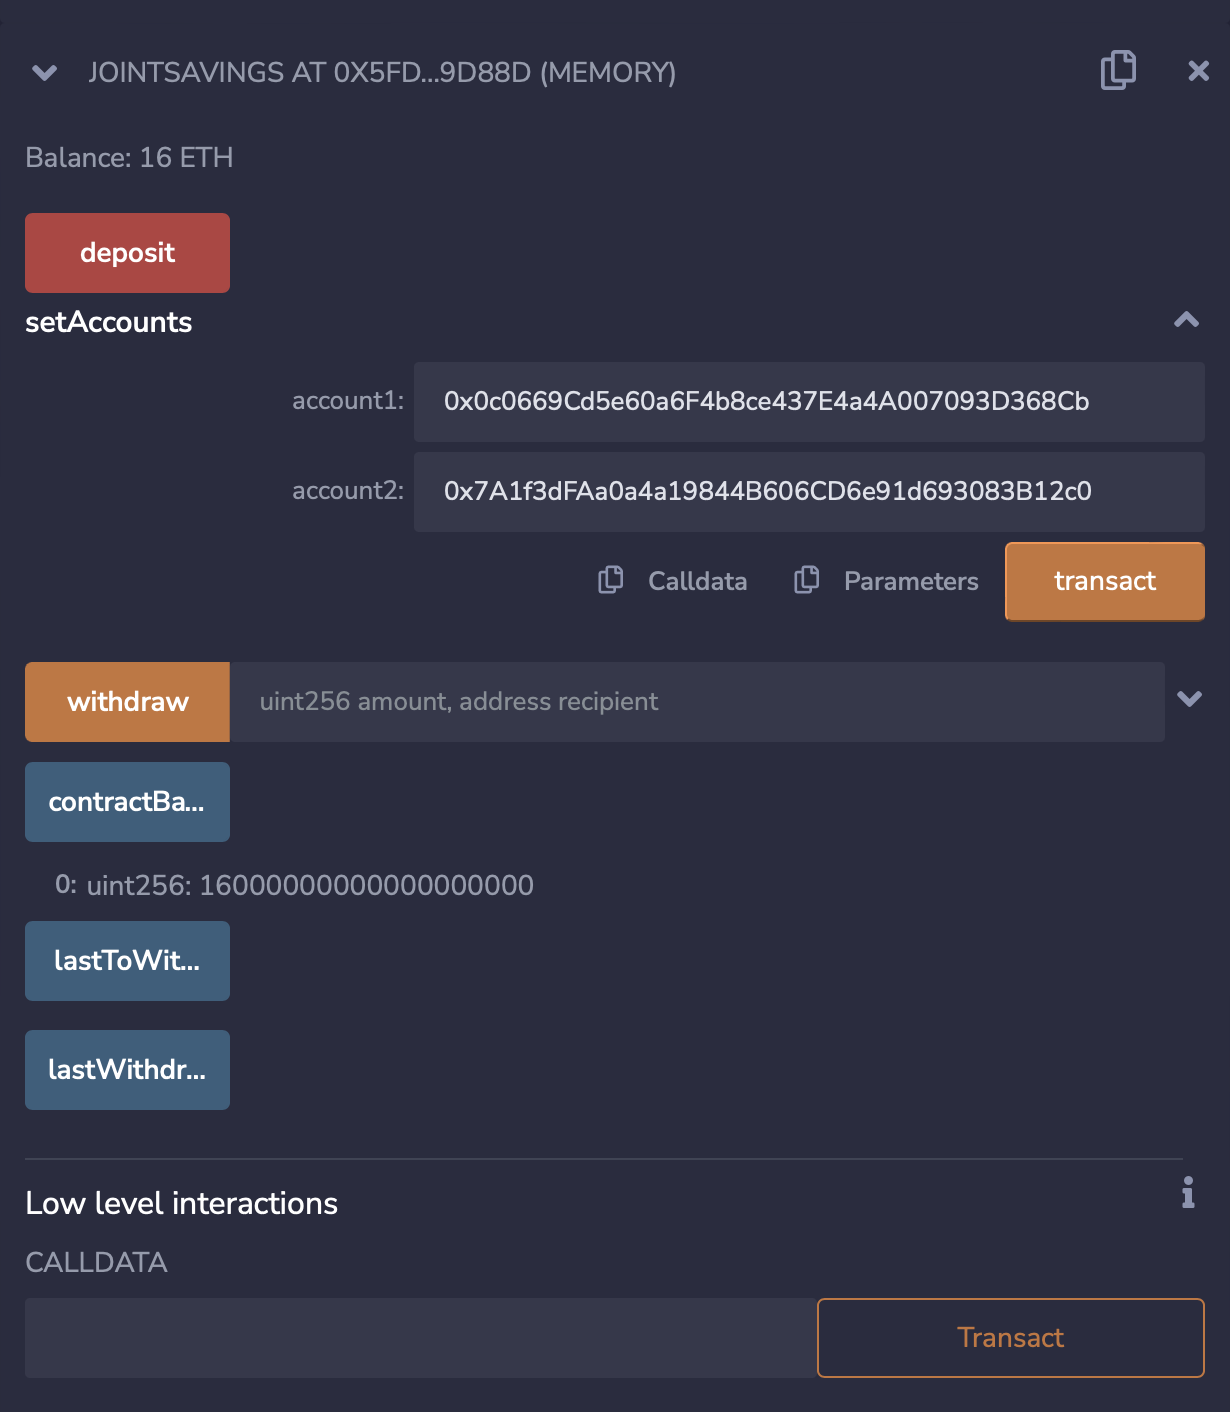 JOINTSAVINGS AT 0X5FD...9D88D (MEMORY)
Balance: 16 ETH
deposit
setAccounts
account1: 0x0c0669Cd5e60a6F4b8ce437E4a4A007093D368Cb
account2: 0x7A1f3dFAa0a4a19844B606CD6e91d693083B12c0
Calldata Parameters transact
withdraw uint256 amount, address recipient
contractBa...
0: uint256: 16000000000000000000
lastToWit...
lastWithdr...
Low level interactions
CALLDATA
Transact